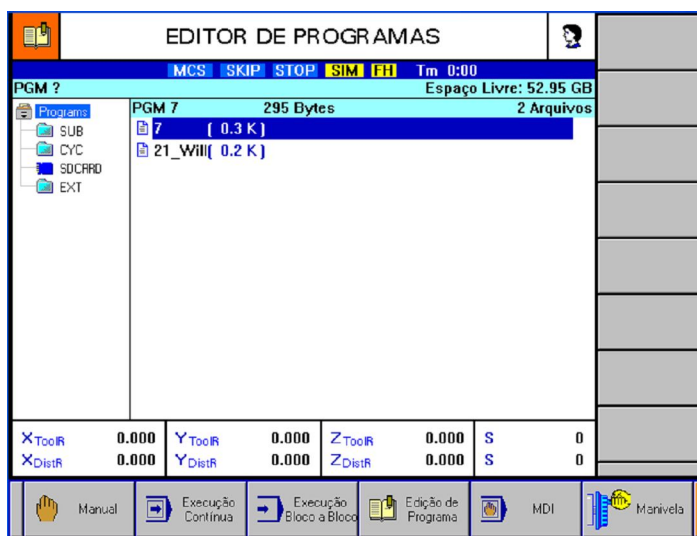 EDITOR DE PROGRAMAS
MCS SKIP STOP SIM FH Tm 0:00
PGM ? Espaço Livre: 52.95 GB
Programs
SUB
CYC
SDCARD
EXT
PGM 7 295 Bytes 2 Arquivos
7 ( 0.3 K )
21_Will( 0.2 K )
XToolR 0.000 YToolR 0.000 ZToolR 0.000 S 0
XDistR 0.000 YDistR 0.000 ZDistR 0.000 S 0
Manual
Execução
Contínua
Execução
Bloco a Bloco
Edição de
Programa
MDI
Manivela